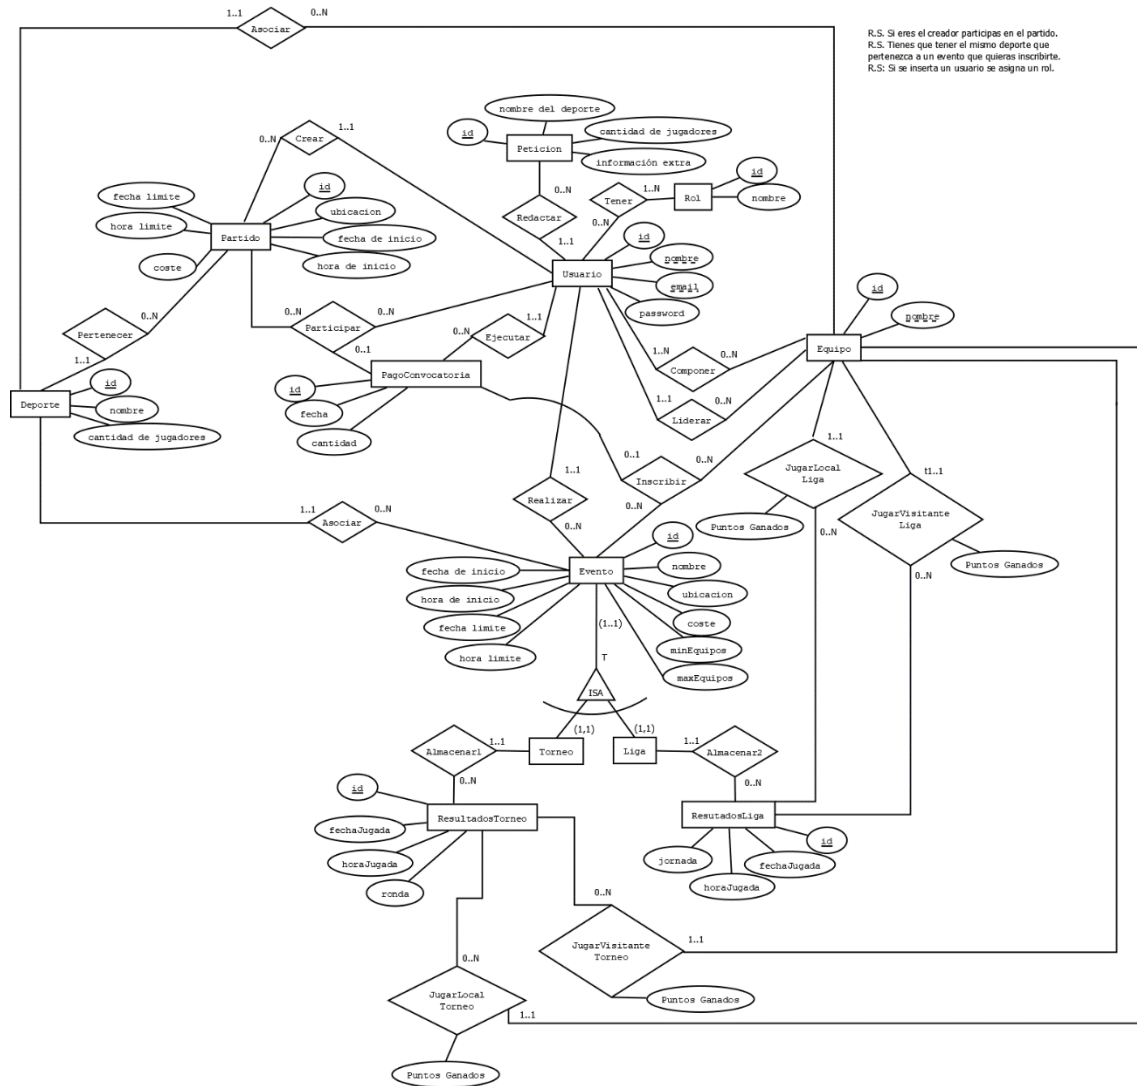 1..1
0..N
Asociar
R.S. Si eres el creador participas en el partido.
R.S. Tienes que tener el mismo deporte que
pertenezca a un evento que quieras inscribirte.
R.S: Si se inserta un usuario se asigna un rol.
nombre del deporte
id
cantidad de jugadores
Peticion
información extra
0..N
Crear
1..1
fecha limite
id
hora limite
ubicacion
Partido
fecha de inicio
coste
hora de inicio
0..N
Redactar
1..1
Tener
1..N
0..N
Rol
id
nombre
id
nombre
Usuario
email
password
Pertenecer
0..N
1..1
0..N
Participar
0..N
0..1
0..N
Ejecutar
1..1
PagoConvocatoria
id
fecha
cantidad
id
nombre
Equipo
1..N
0..N
Componer
1..1
0..N
Liderar
id
Deporte
nombre
cantidad de jugadores
1..1
JugarLocal
Liga
Puntos Ganados
0..N
t1..1
JugarVisitante
Liga
Puntos Ganados
0..N
0..1
Inscribir
0..N
0..N
1..1
Realizar
0..N
1..1
Asociar
0..N
id
fecha de inicio
Evento
nombre
hora de inicio
ubicacion
fecha limite
coste
hora limite
minEquipos
maxEquipos
(1..1)
T
ISA
(1,1)
(1,1)
Almacenar1
1..1
Torneo
Liga
1..1
Almacenar2
0..N
0..N
id
ResultadosTorneo
fechaJugada
horaJugada
ronda
ResutadosLiga
id
jornada
fechaJugada
horaJugada
0..N
JugarVisitante
Torneo
1..1
Puntos Ganados
0..N
JugarLocal
Torneo
1..1
Puntos Ganados